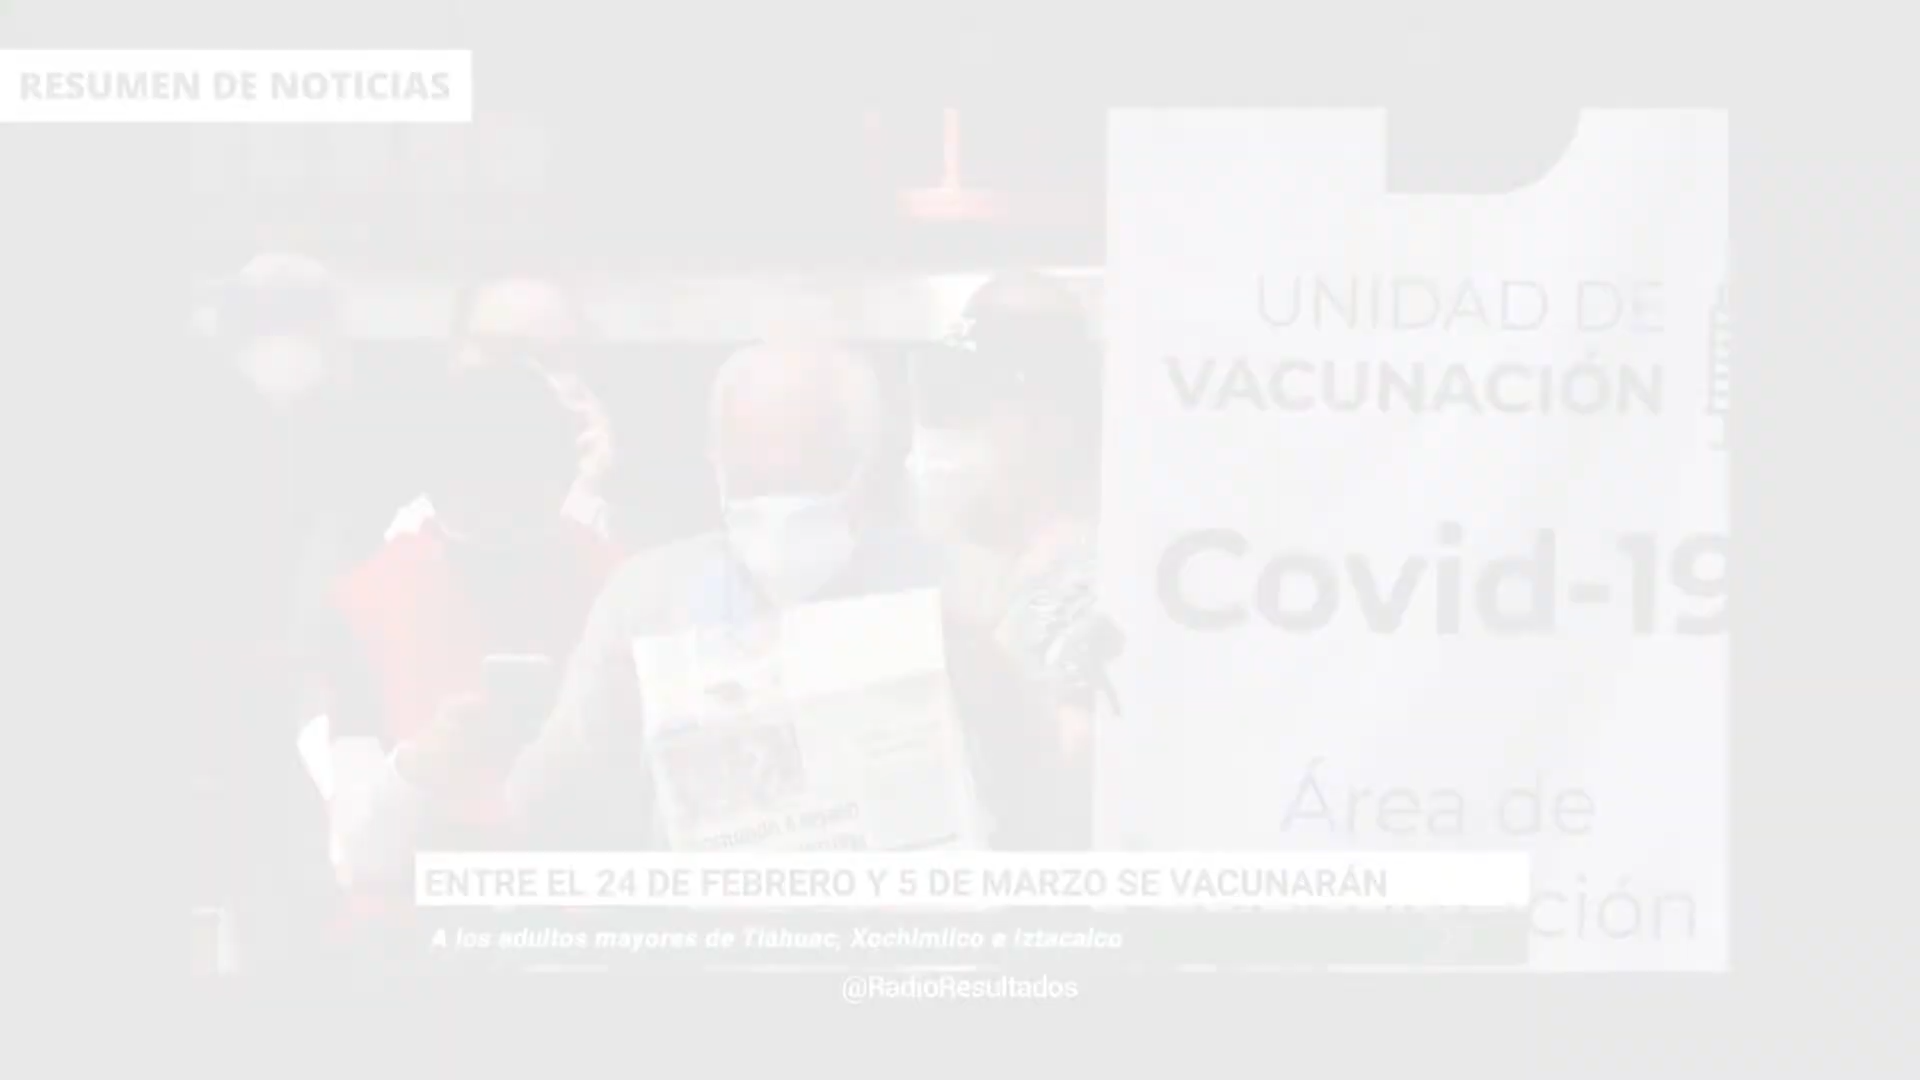 RESUMEN DE NOTICIAS
UNIDAD DE
VACUNACIÓN
Covid-19
Área de
ción
ENTRE EL 24 DE FEBRERO Y 5 DE MARZO SE VACUNARÁN
A los adultos mayores de Tláhuac, Xochimilco e Iztacalco
@RadioResultados